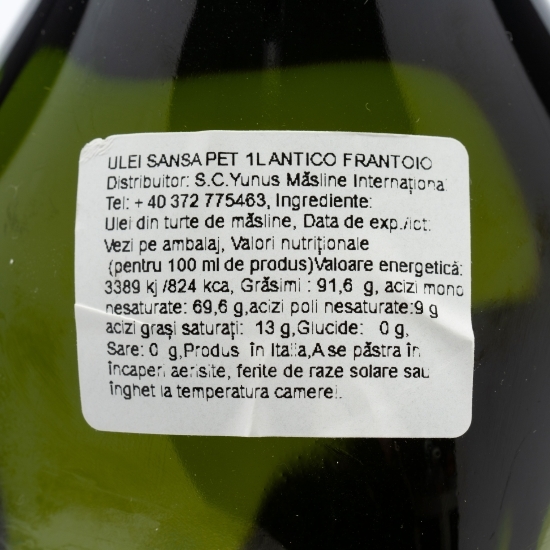 ULEI SANSA PET 1L ANTICO FRANTOIO
Distribuitor: S.C.Yunus Măsline Internaționa
Tel: + 40 372 775463, Ingrediente:
Ulei din turte de măsline, Data de exp./lot:
Vezi pe ambalaj, Valori nutriționale
(pentru 100 ml de produs)Valoare energetică:
3389 kj /824 kca, Grăsimi : 91,6 g, acizi mono
nesaturate: 69,6 g,acizi poli nesaturate:9 g
acizi grași saturați: 13 g,Glucide: 0 g,
Sare: 0 g,Produs în Italia,A se păstra în
încaperi aerisite, ferite de raze solare sau
îngheț la temperatura camerei.